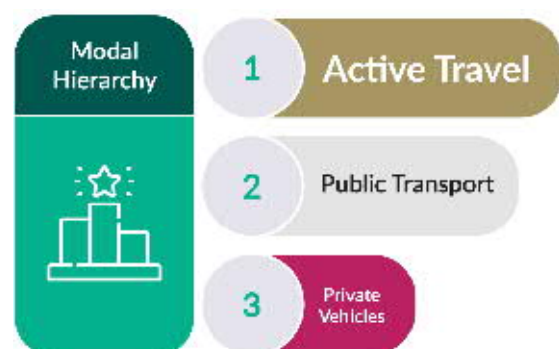 Modal
Hierarchy
1
Active Travel
2
Public Transport
3
Private
Vehicles